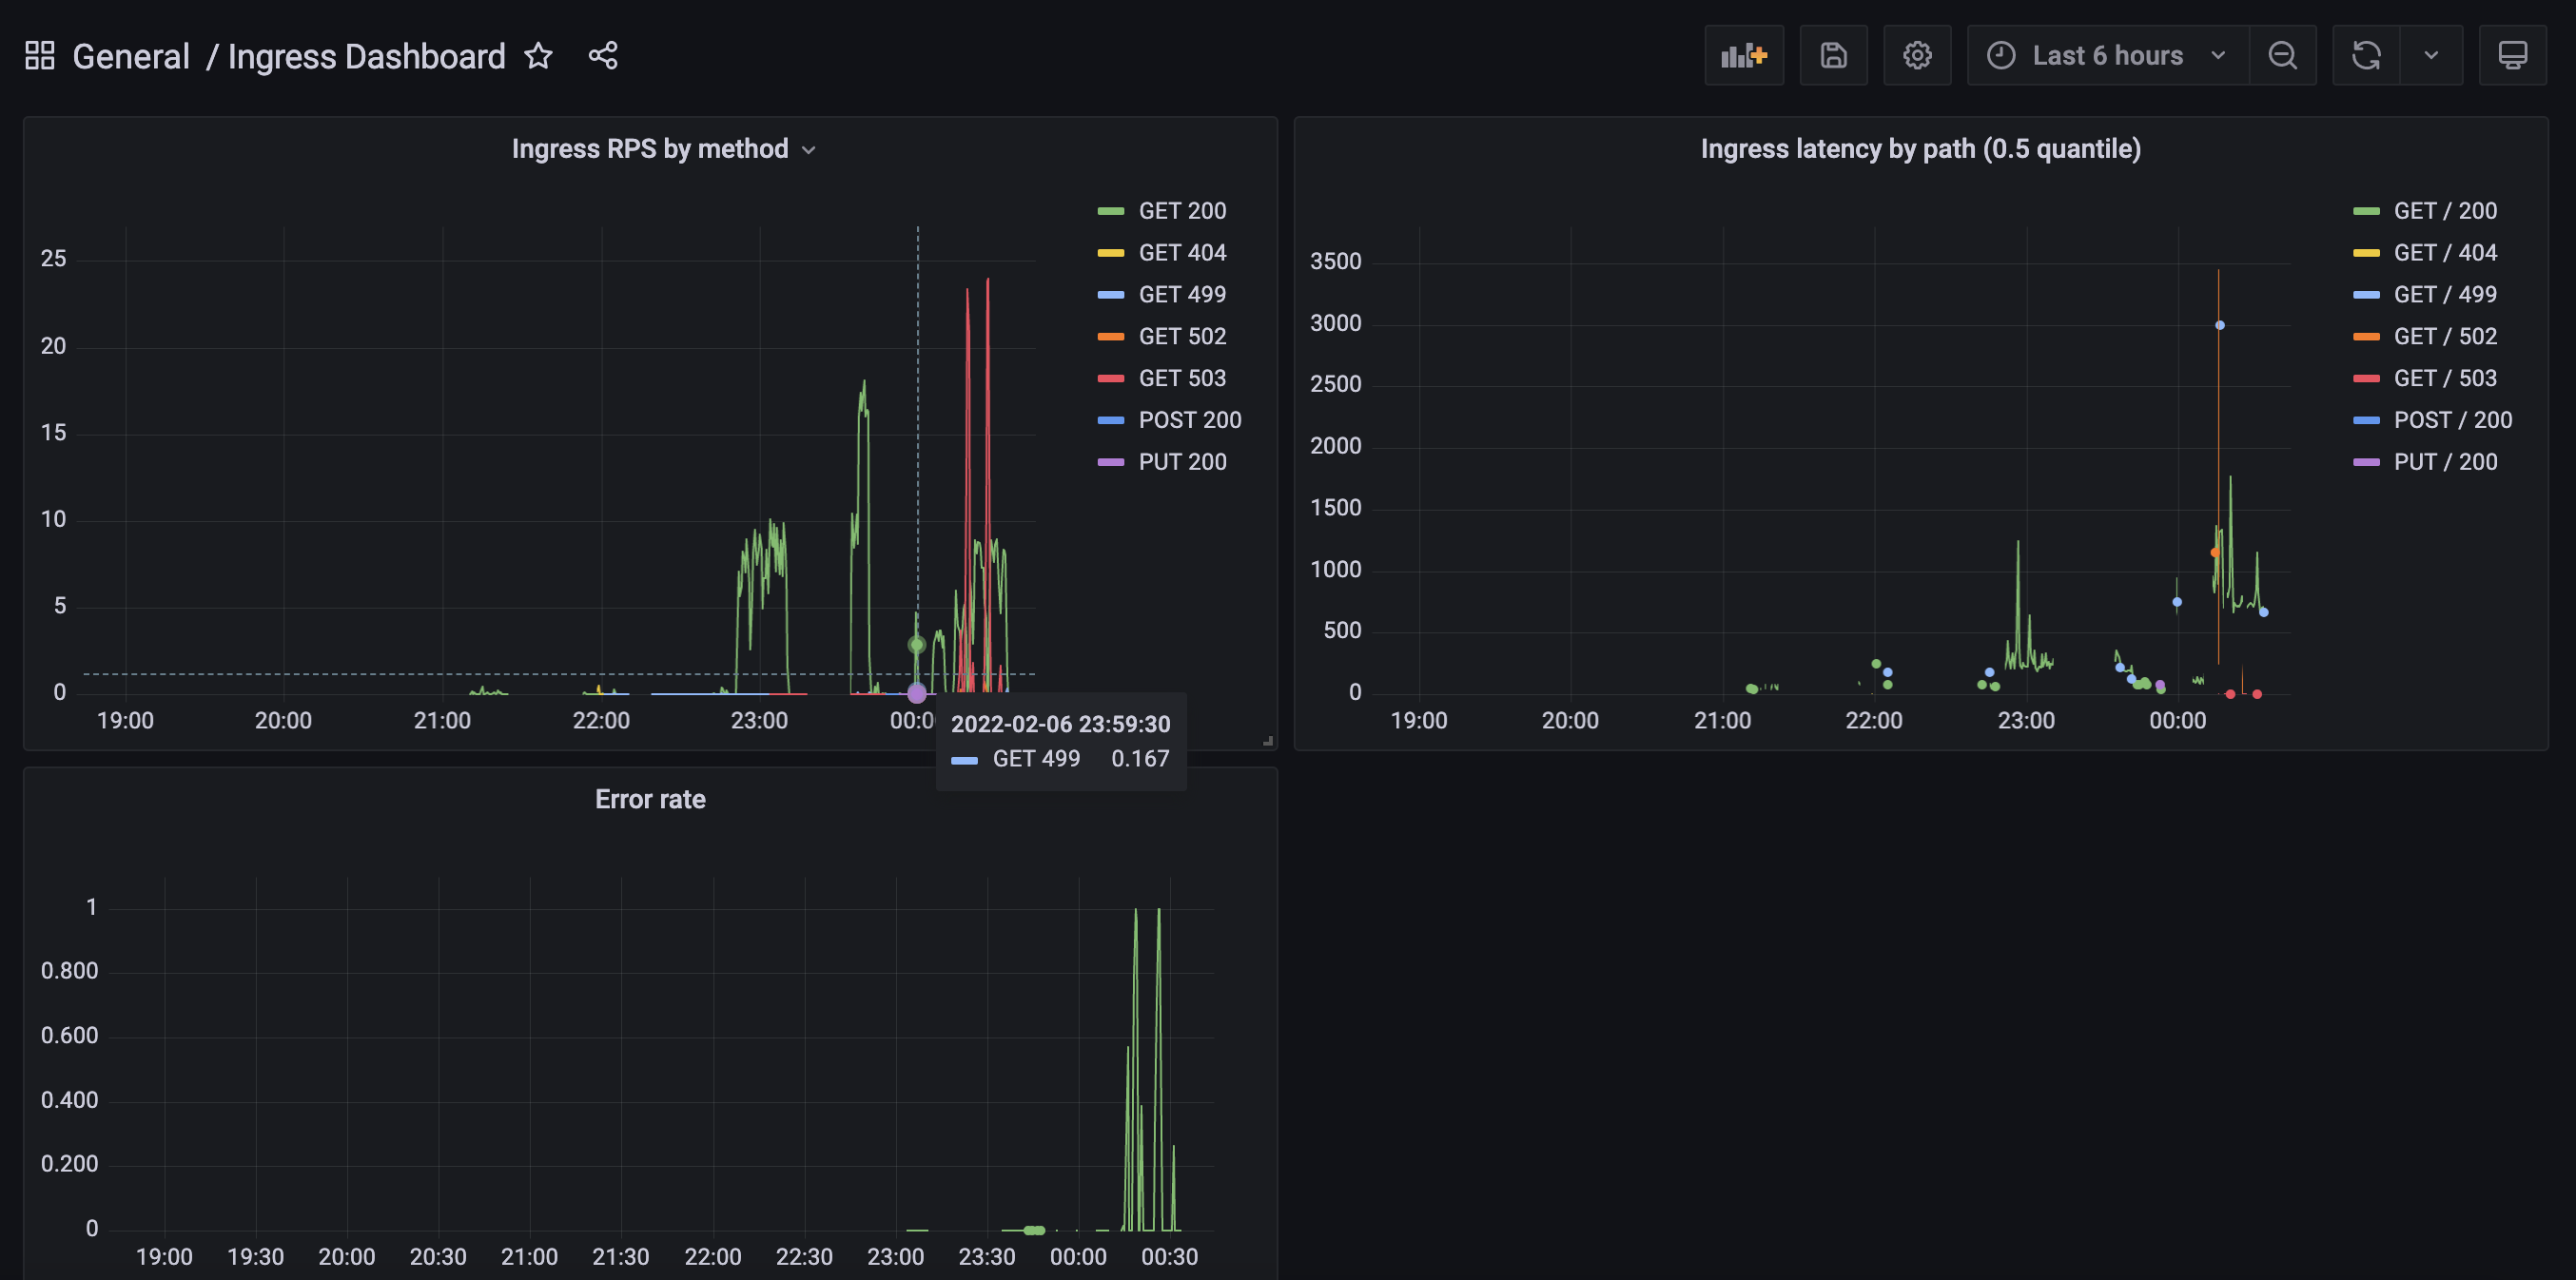 General / Ingress Dashboard
Last 6 hours
Ingress RPS by method
25
20
15
10
5
0
19:00 20:00 21:00 22:00 23:00 00:0
GET 200
GET 404
GET 499
GET 502
GET 503
POST 200
PUT 200
2022-02-06 23:59:30
GET 499 0.167
Ingress latency by path (0.5 quantile)
3500
3000
2500
2000
1500
1000
500
0
19:00 20:00 21:00 22:00 23:00 00:00
GET / 200
GET / 404
GET / 499
GET / 502
GET / 503
POST / 200
PUT / 200
Error rate
1
0.800
0.600
0.400
0.200
0
19:00 19:30 20:00 20:30 21:00 21:30 22:00 22:30 23:00 23:30 00:00 00:30